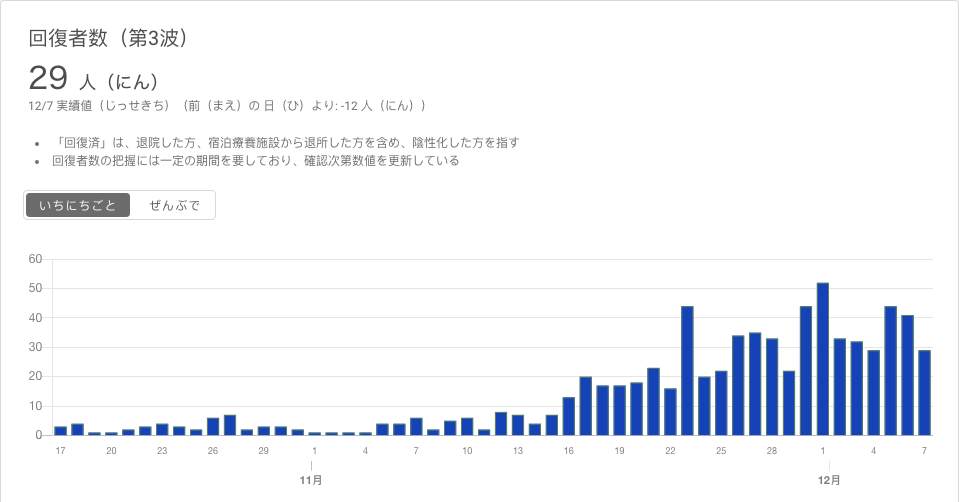 回復者数（第3波）
29 人（にん）
12/7 実績値（じっせきち）（前（まえ）の 日（ひ）より: -12 人（にん））
• 「回復済」は、退院した方、宿泊療養施設から退所した方を含め、陰性化した方を指す
• 回復者数の把握には一定の期間を要しており、確認次第数値を更新している
いちにちごと ぜんぶで
60
50
40
30
20
10
0
17 20 23 26 29 1 4 7 10 13 16 19 22 25 28 1 4 7
11月 12月